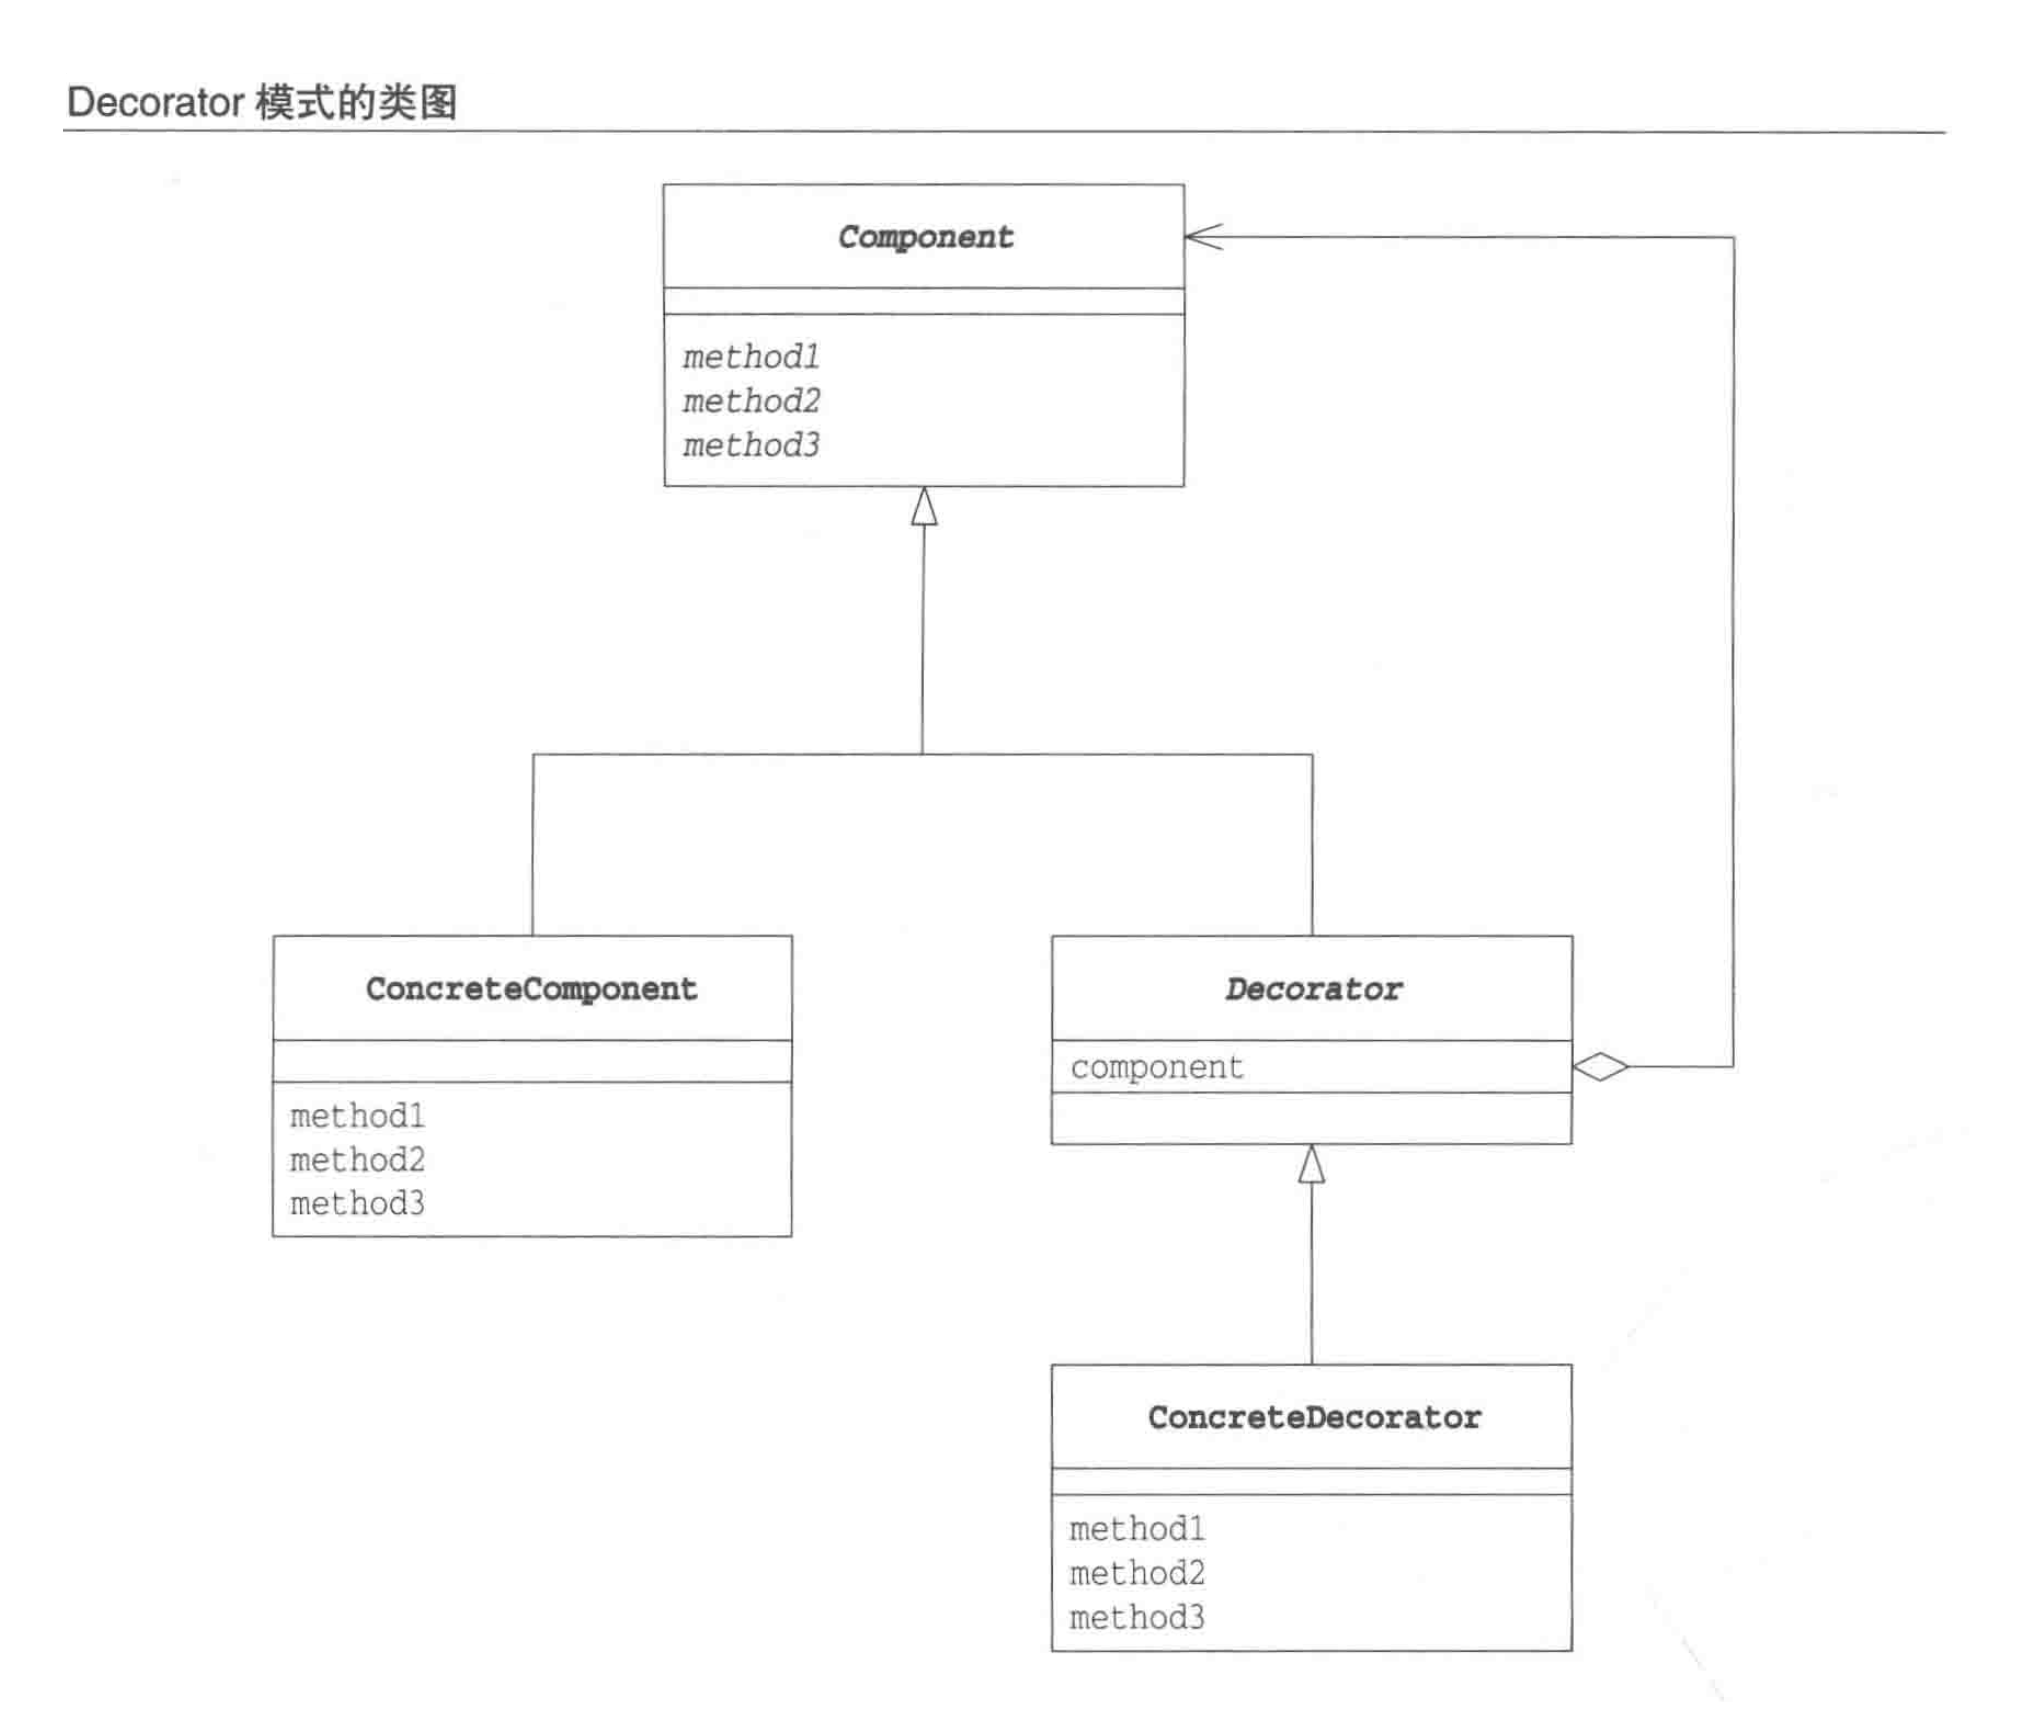 Decorator 模式的类图
Component
method1
method2
method3
ConcreteComponent
method1
method2
method3
Decorator
component
ConcreteDecorator
method1
method2
method3